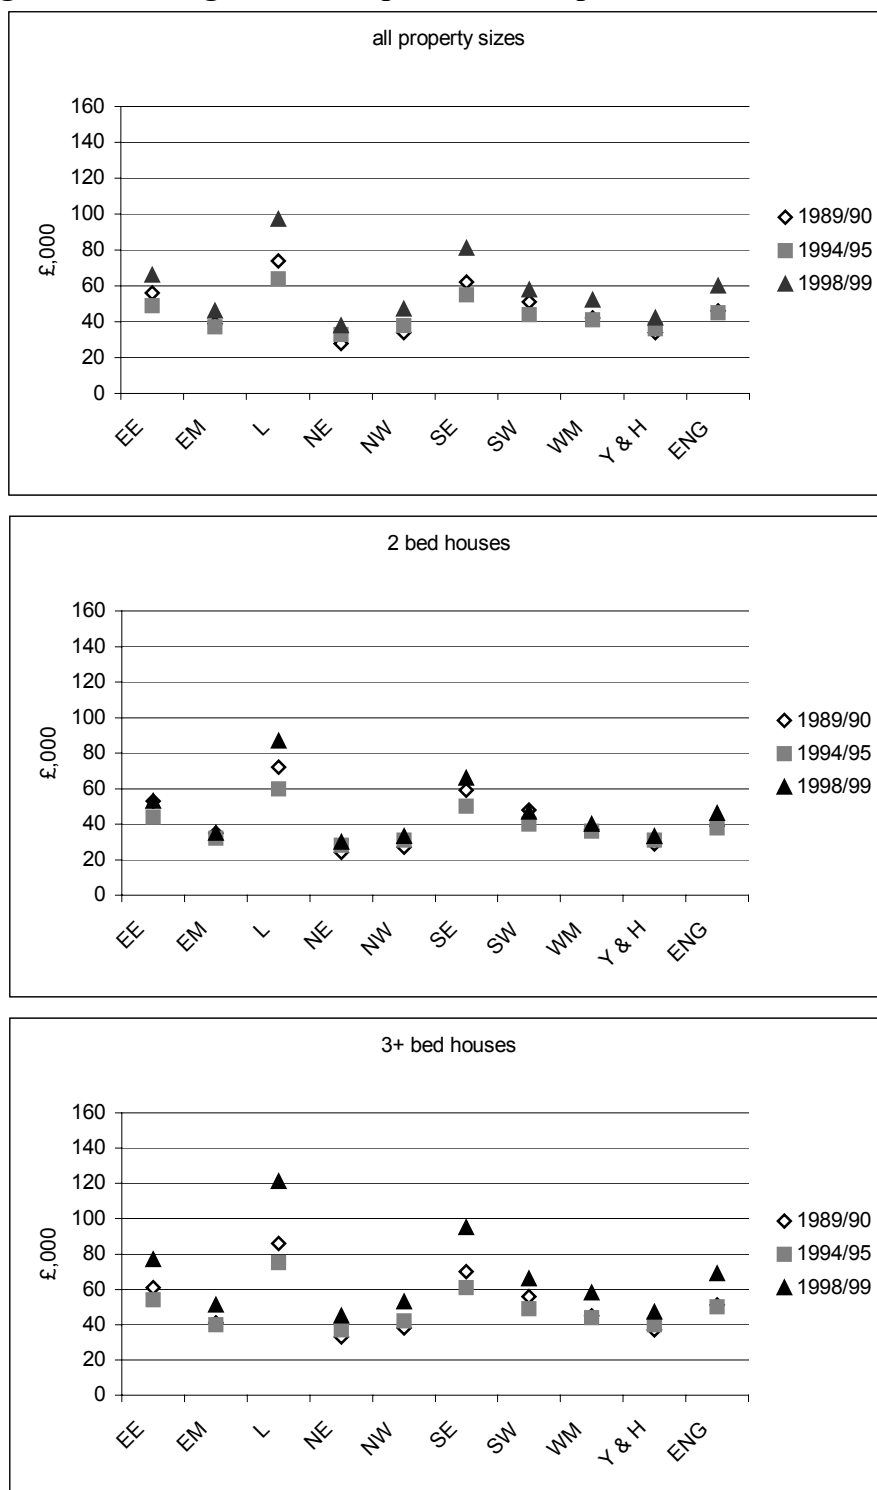 all property sizes
160
140
120
100
80
60
40
20
0
£,000
EE
EM
L
NE
NW
SE
SW
WM
Y & H
ENG
1989/90
1994/95
1998/99
2 bed houses
160
140
120
100
80
60
40
20
0
£,000
EE
EM
L
NE
NW
SE
SW
WM
Y & H
ENG
1989/90
1994/95
1998/99
3+ bed houses
160
140
120
100
80
60
40
20
0
£,000
EE
EM
L
NE
NW
SE
SW
WM
Y & H
ENG
1989/90
1994/95
1998/99